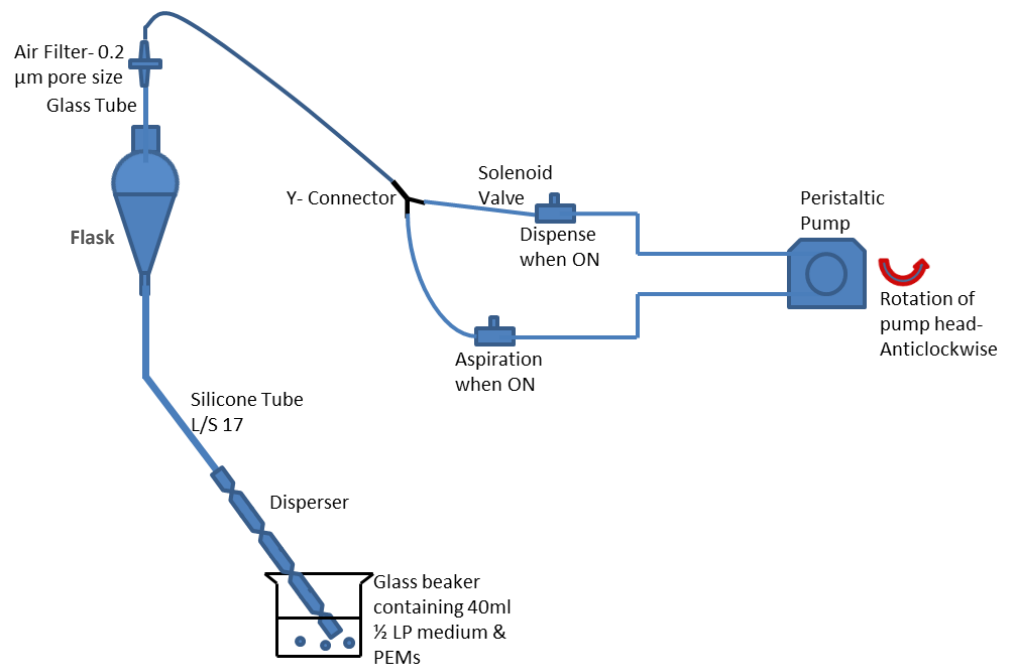 Air Filter- 0.2
µm pore size
Glass Tube
Flask
Y- Connector
Solenoid
Valve
Dispense
when ON
Aspiration
when ON
Peristaltic
Pump
Rotation of
pump head-
Anticlockwise
Silicone Tube
L/S 17
Disperser
Glass beaker
containing 40ml
½ LP medium &
PEMs